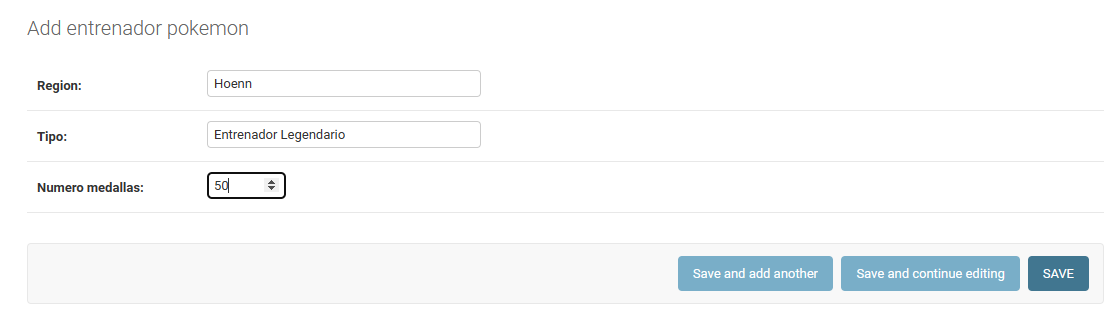 Add entrenador pokemon
Region: Hoenn
Tipo: Entrenador Legendario
Numero medallas: 50
Save and add another Save and continue editing SAVE